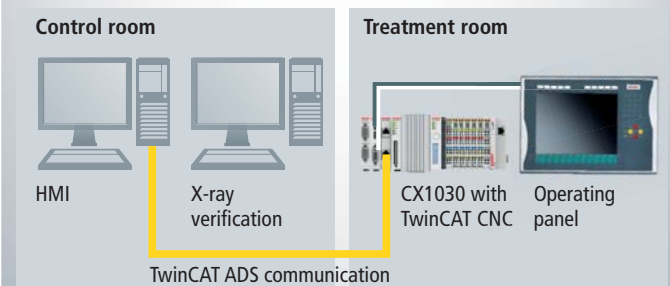 Control room
Treatment room
HMI
X-ray
verification
CX1030 with
TwinCAT CNC
Operating
panel
TwinCAT ADS communication